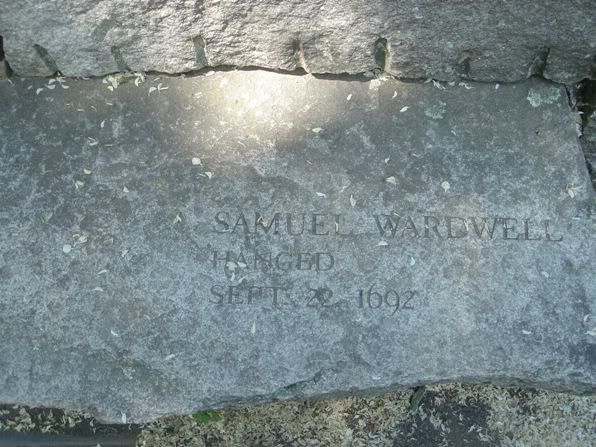 SAMUEL WARDWELL
HANGED
SEPT. 22, 1692